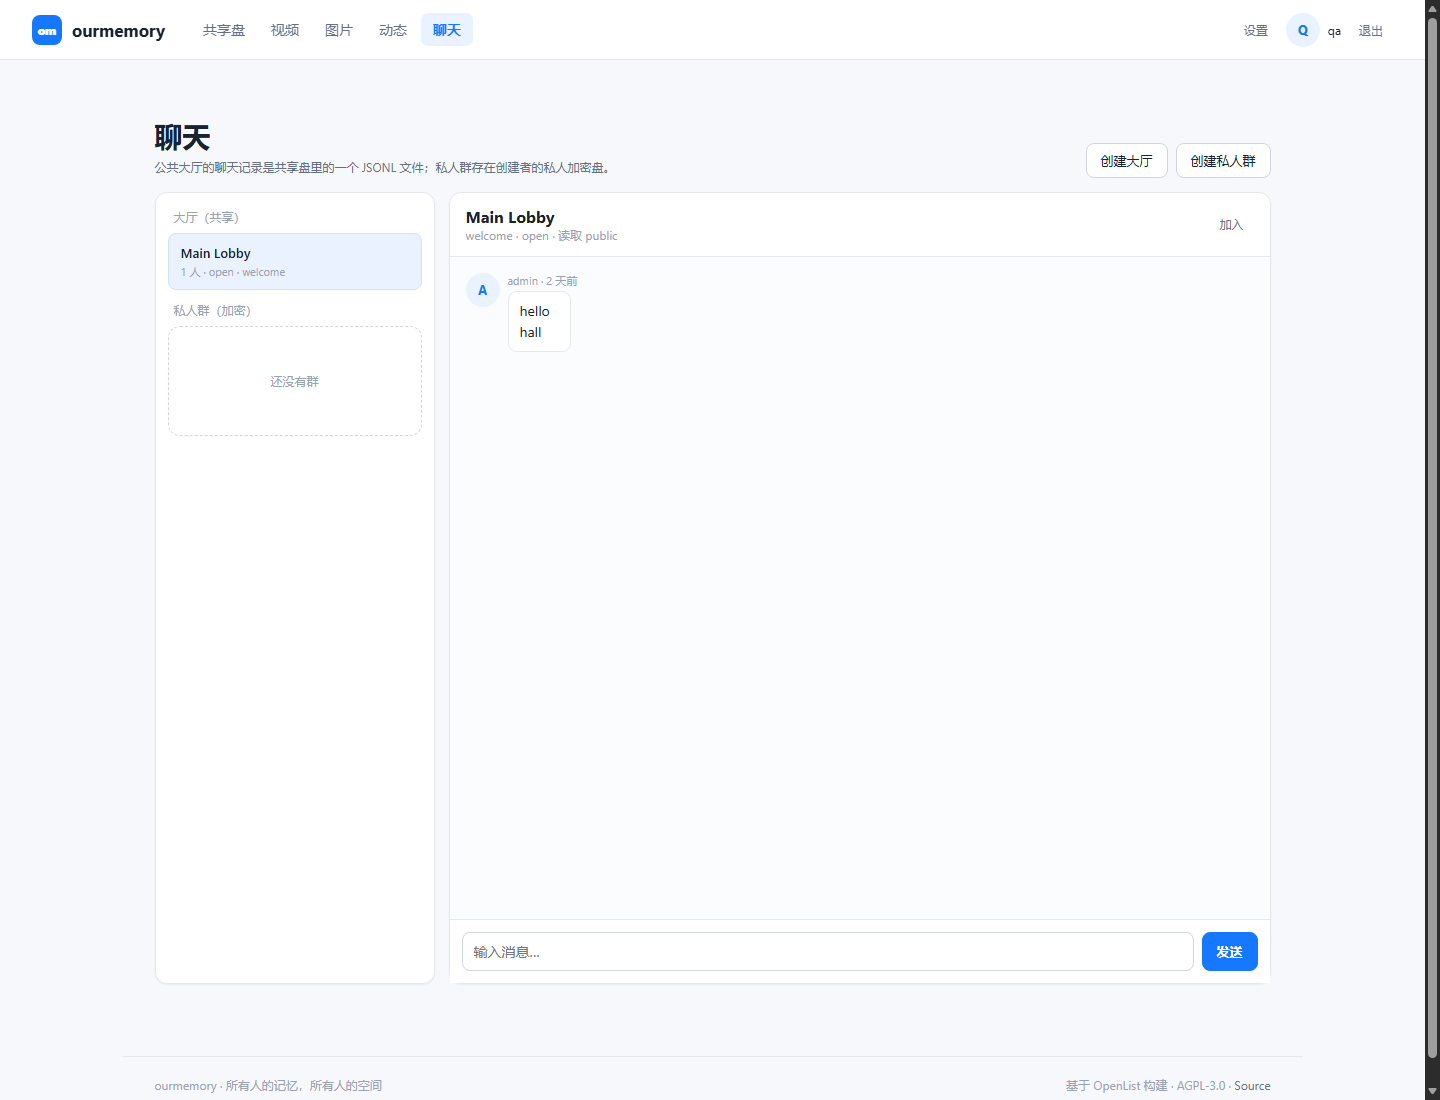 om ourmemory 共享盘 视频 图片 动态 聊天 设置 Q qa 退出
聊天
公共大厅的聊天记录是共享盘里的一个 JSONL 文件；私人群存在创建者的私人加密盘。
创建大厅 创建私人群
大厅（共享）
Main Lobby
1 人 · open · welcome
私人群（加密）
还没有群
Main Lobby
welcome · open · 读取 public
加入
A admin · 2 天前
hello
hall
输入消息... 发送
ourmemory · 所有人的记忆，所有人的空间
基于 OpenList 构建 · AGPL-3.0 · Source